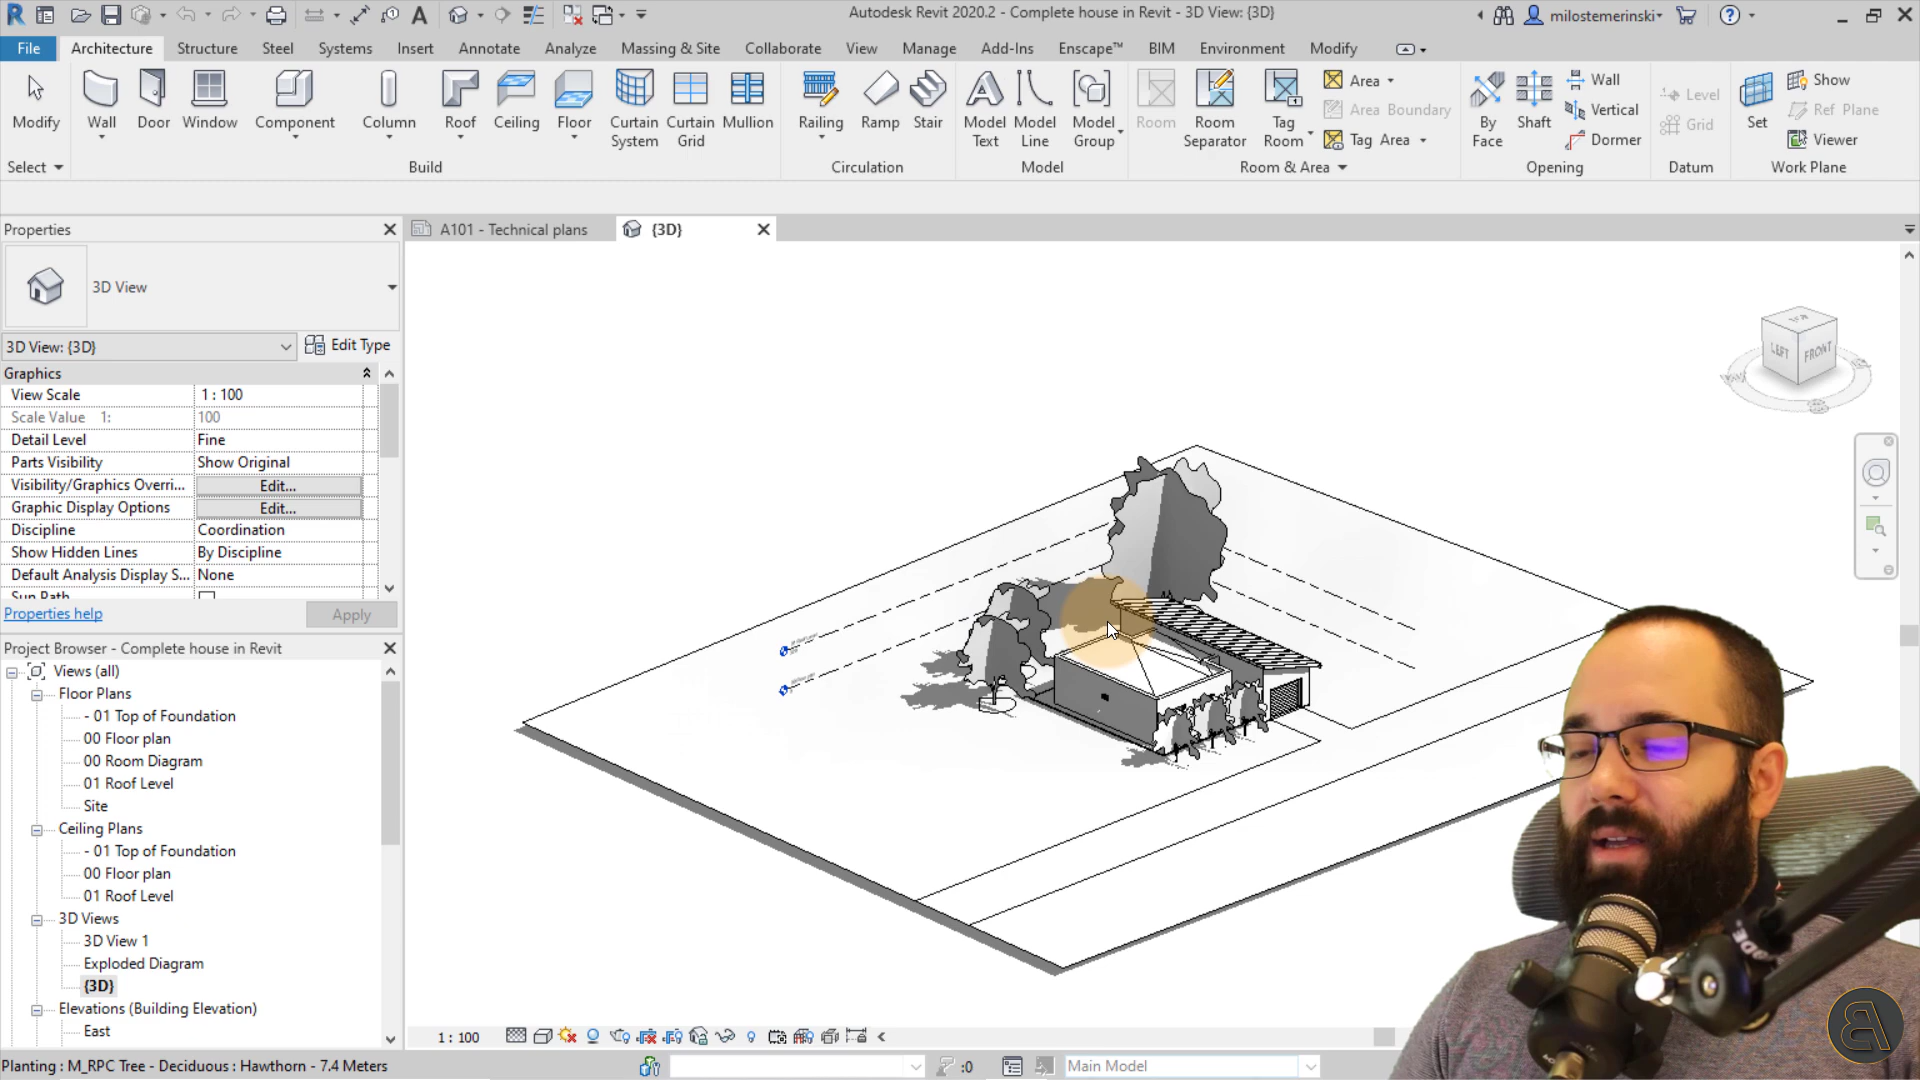 Autodesk Revit 2020.2 - Complete house in Revit - 3D View: {3D}
milostemerinski
File Architecture Structure Steel Systems Insert Annotate Analyze Massing & Site Collaborate View Manage Add-Ins Enscape™ BIM Environment Modify
Modify
Wall
Door
Window
Component
Column
Roof
Ceiling
Floor
Curtain System
Curtain Grid
Mullion
Railing
Ramp
Stair
Model Text
Model Line
Model Group
Room
Room Separator
Tag Room
Area
Area Boundary
Tag Area
By Face
Shaft
Wall
Vertical
Dormer
Level
Grid
Set
Show
Ref Plane
Viewer
Select
Build
Circulation
Model
Room & Area
Opening
Datum
Work Plane
Properties
A101 - Technical plans
{3D}
3D View
3D View: {3D}
Edit Type
Graphics
View Scale 1 : 100
Scale Value 1: 100
Detail Level Fine
Parts Visibility Show Original
Visibility/Graphics Overri... Edit...
Graphic Display Options Edit...
Discipline Coordination
Show Hidden Lines By Discipline
Default Analysis Display S... None
Sun Path
Properties help
Apply
Project Browser - Complete house in Revit
Views (all)
Floor Plans
- 01 Top of Foundation
00 Floor plan
00 Room Diagram
01 Roof Level
Site
Ceiling Plans
- 01 Top of Foundation
00 Floor plan
01 Roof Level
3D Views
3D View 1
Exploded Diagram
{3D}
Elevations (Building Elevation)
East
TOP
LEFT
FRONT
1 : 100
Planting : M_RPC Tree - Deciduous : Hawthorn - 7.4 Meters
:0
Main Model